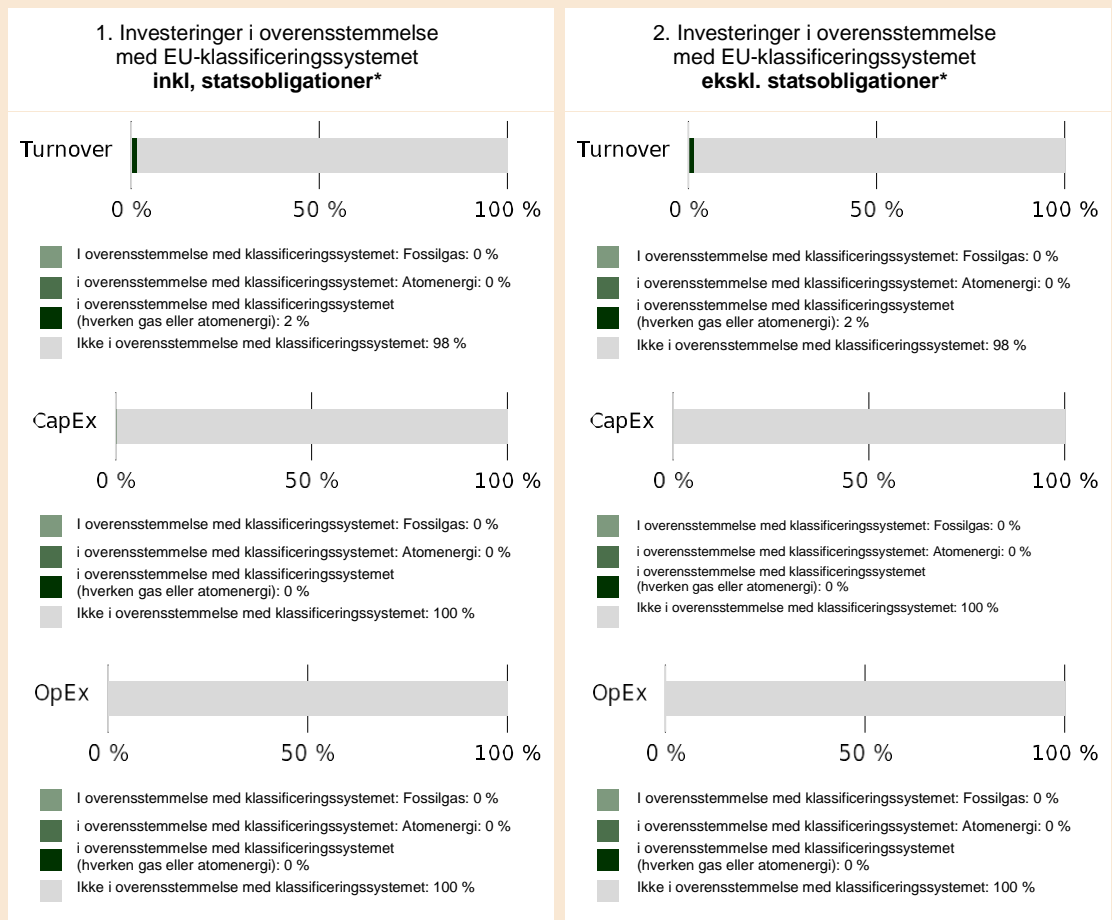 1. Investeringer i overensstemmelse
med EU-klassificeringssystemet
inkl, statsobligationer*
Turnover
0 %
50 %
100 %
I overensstemmelse med klassificeringssystemet: Fossilgas: 0 %
i overensstemmelse med klassificeringssystemet: Atomenergi: 0 %
i overensstemmelse med klassificeringssystemet
(hverken gas eller atomenergi): 2 %
Ikke i overensstemmelse med klassificeringssystemet: 98 %
CapEx
0 %
50 %
100 %
I overensstemmelse med klassificeringssystemet: Fossilgas: 0 %
i overensstemmelse med klassificeringssystemet: Atomenergi: 0 %
i overensstemmelse med klassificeringssystemet
(hverken gas eller atomenergi): 0 %
Ikke i overensstemmelse med klassificeringssystemet: 100 %
OpEx
0 %
50 %
100 %
I overensstemmelse med klassificeringssystemet: Fossilgas: 0 %
i overensstemmelse med klassificeringssystemet: Atomenergi: 0 %
i overensstemmelse med klassificeringssystemet
(hverken gas eller atomenergi): 0 %
Ikke i overensstemmelse med klassificeringssystemet: 100 %
2. Investeringer i overensstemmelse
med EU-klassificeringssystemet
ekskl. statsobligationer*
Turnover
0 %
50 %
100 %
I overensstemmelse med klassificeringssystemet: Fossilgas: 0 %
i overensstemmelse med klassificeringssystemet: Atomenergi: 0 %
i overensstemmelse med klassificeringssystemet
(hverken gas eller atomenergi): 2 %
Ikke i overensstemmelse med klassificeringssystemet: 98 %
CapEx
0 %
50 %
100 %
I overensstemmelse med klassificeringssystemet: Fossilgas: 0 %
i overensstemmelse med klassificeringssystemet: Atomenergi: 0 %
i overensstemmelse med klassificeringssystemet
(hverken gas eller atomenergi): 0 %
Ikke i overensstemmelse med klassificeringssystemet: 100 %
OpEx
0 %
50 %
100 %
I overensstemmelse med klassificeringssystemet: Fossilgas: 0 %
i overensstemmelse med klassificeringssystemet: Atomenergi: 0 %
i overensstemmelse med klassificeringssystemet
(hverken gas eller atomenergi): 0 %
Ikke i overensstemmelse med klassificeringssystemet: 100 %